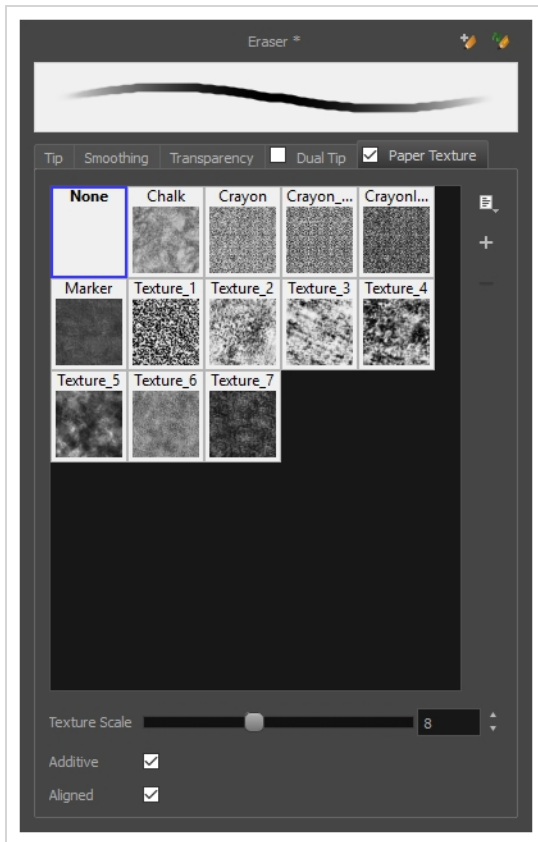 Eraser *
Tip Smoothing Transparency Dual Tip Paper Texture
None Chalk Crayon Crayon_... Crayonl...
Marker Texture_1 Texture_2 Texture_3 Texture_4
Texture_5 Texture_6 Texture_7
Texture Scale 8
Additive
Aligned